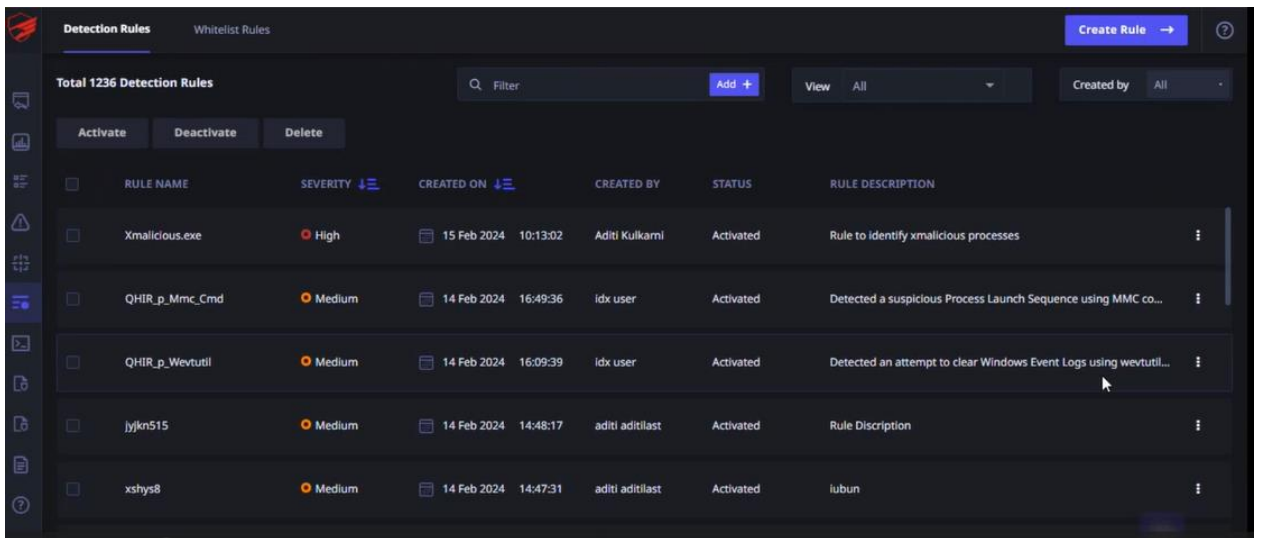 Detection Rules Whitelist Rules Create Rule →
Total 1236 Detection Rules Filter Add + View All Created by All
Activate Deactivate Delete
RULE NAME SEVERITY CREATED ON CREATED BY STATUS RULE DESCRIPTION
Xmalicious.exe High 15 Feb 2024 10:13:02 Aditi Kulkarni Activated Rule to identify xmalicious processes
QHIR_p_Mmc_Cmd Medium 14 Feb 2024 16:49:36 idx user Activated Detected a suspicious Process Launch Sequence using MMC co...
QHIR_p_Wevtutil Medium 14 Feb 2024 16:09:39 idx user Activated Detected an attempt to clear Windows Event Logs using wevtutil...
jyjkn515 Medium 14 Feb 2024 14:48:17 aditi aditilast Activated Rule Discription
xshys8 Medium 14 Feb 2024 14:47:31 aditi aditilast Activated iubun